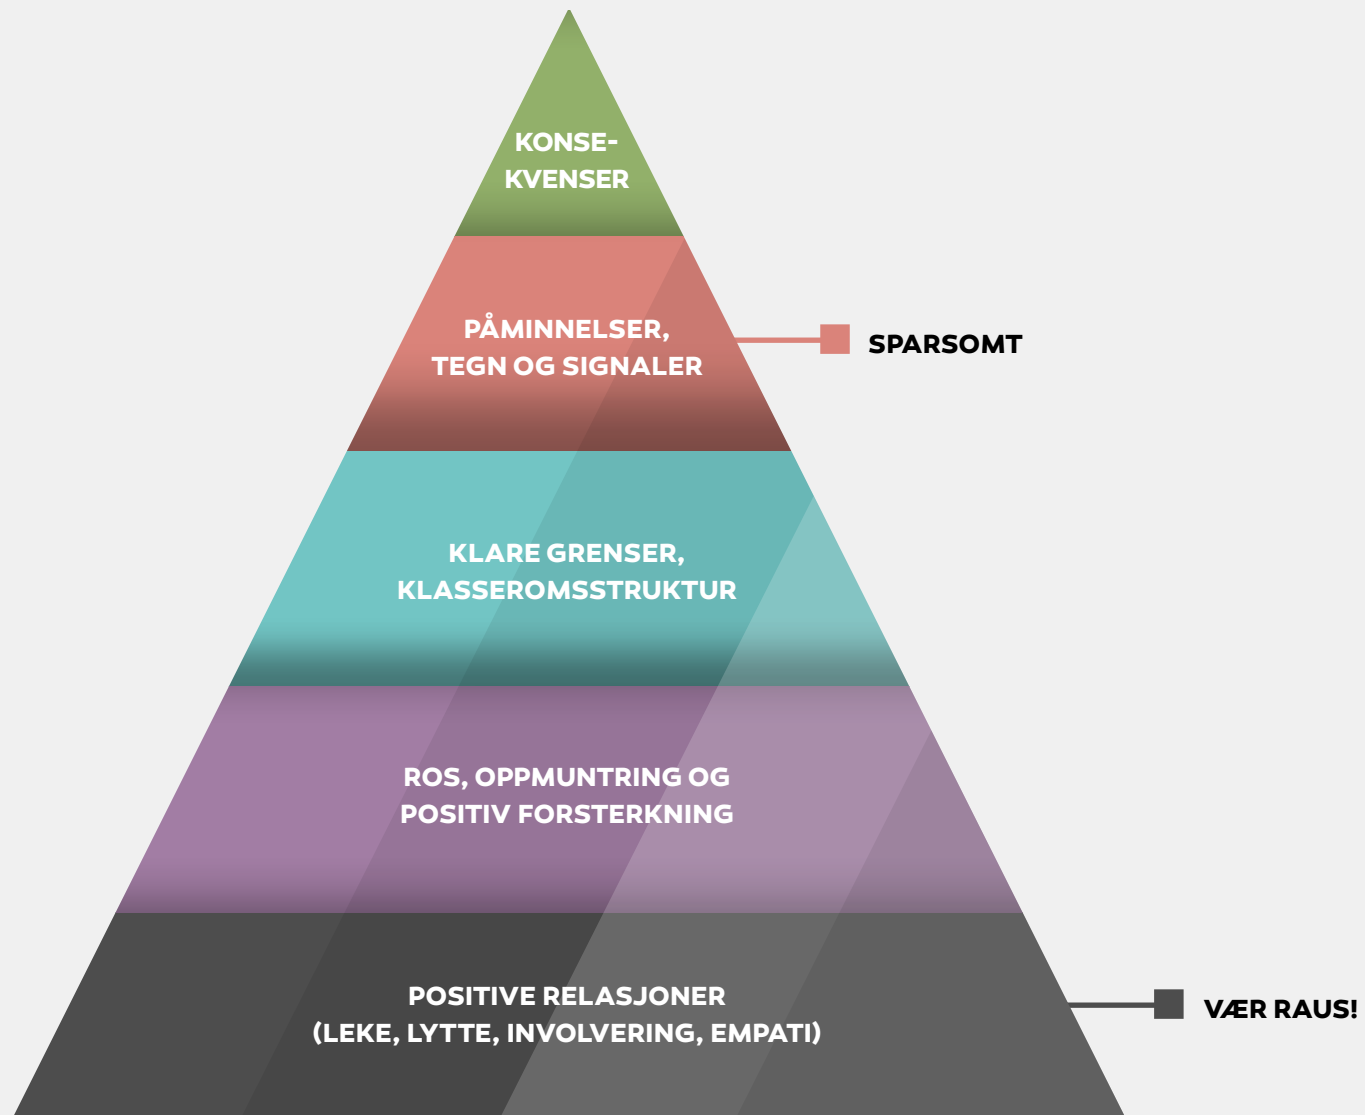 KONSE-
KVENSER
PÅMINNELSER,
TEGN OG SIGNALER
SPARSOMT
KLARE GRENSER,
KLASSEROMSSTRUKTUR
ROS, OPPMUNTRING OG
POSITIV FORSTERKNING
POSITIVE RELASJONER
(LEKE, LYTTE, INVOLVERING, EMPATI)
VÆR RAUS!